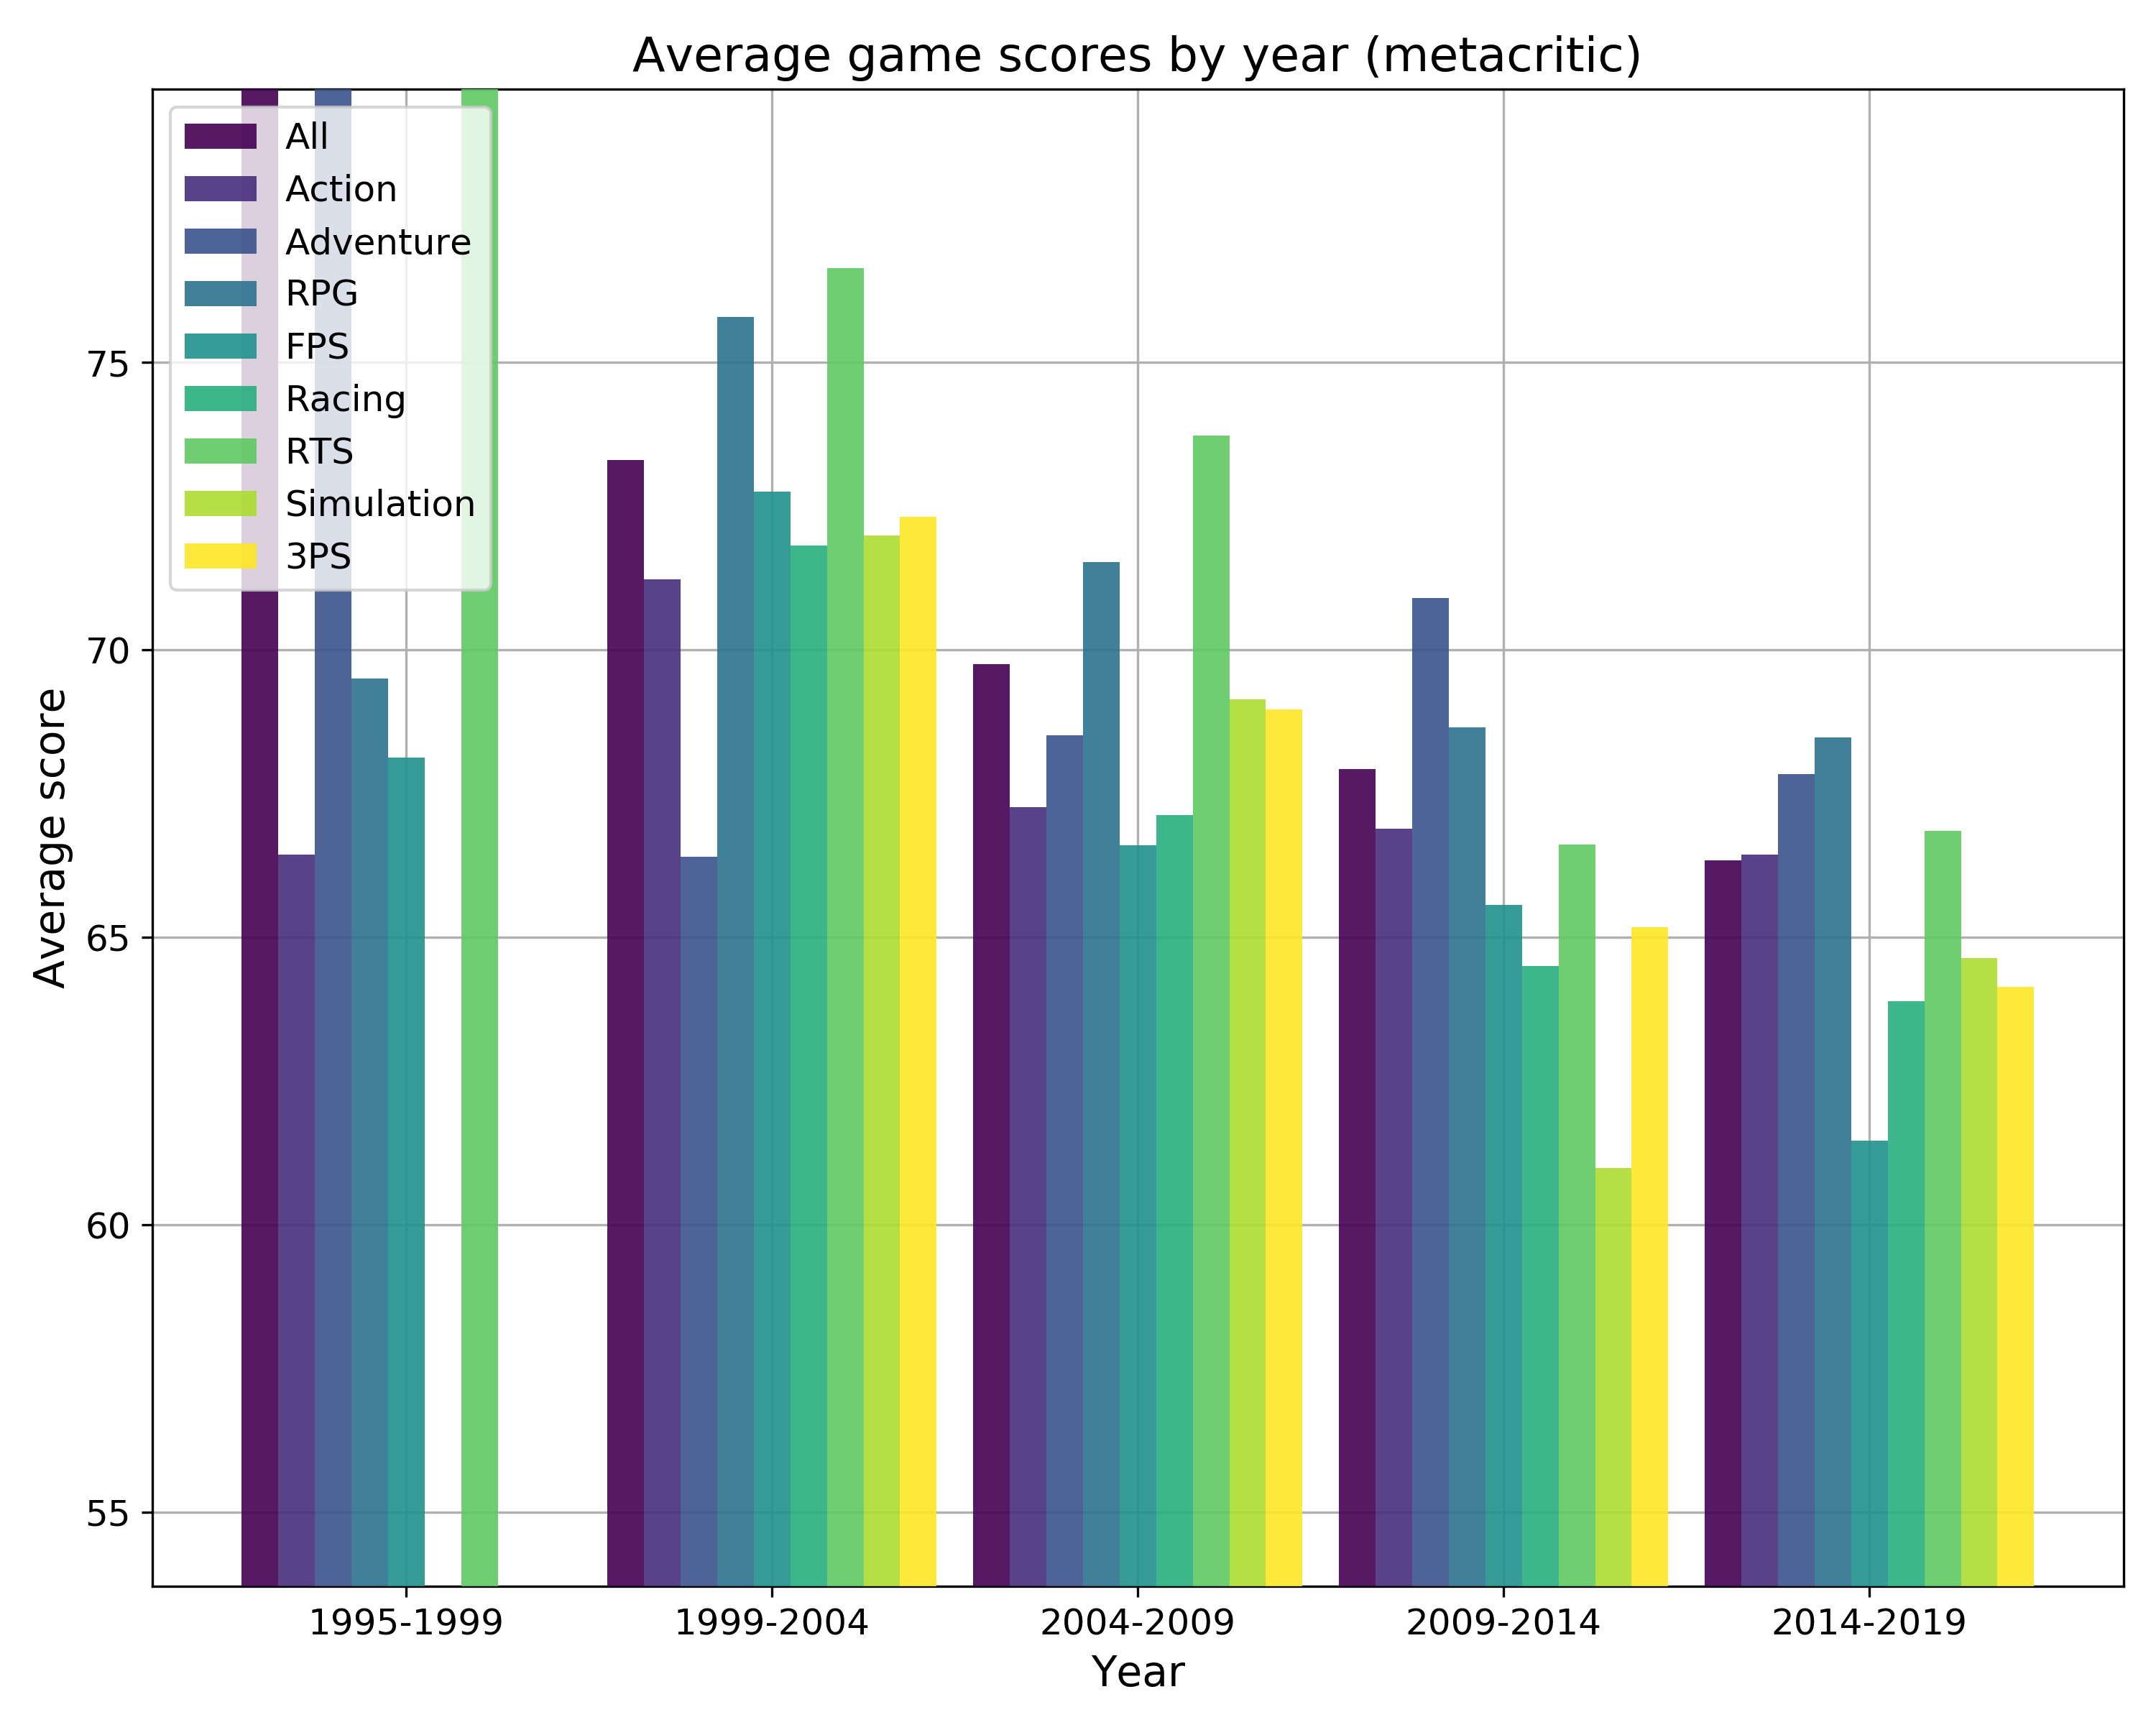 Average game scores by year (metacritic)
All
Action
Adventure
RPG
FPS
Racing
RTS
Simulation
3PS
75
70
65
60
55
Average score
1995-1999
1999-2004
2004-2009
2009-2014
2014-2019
Year